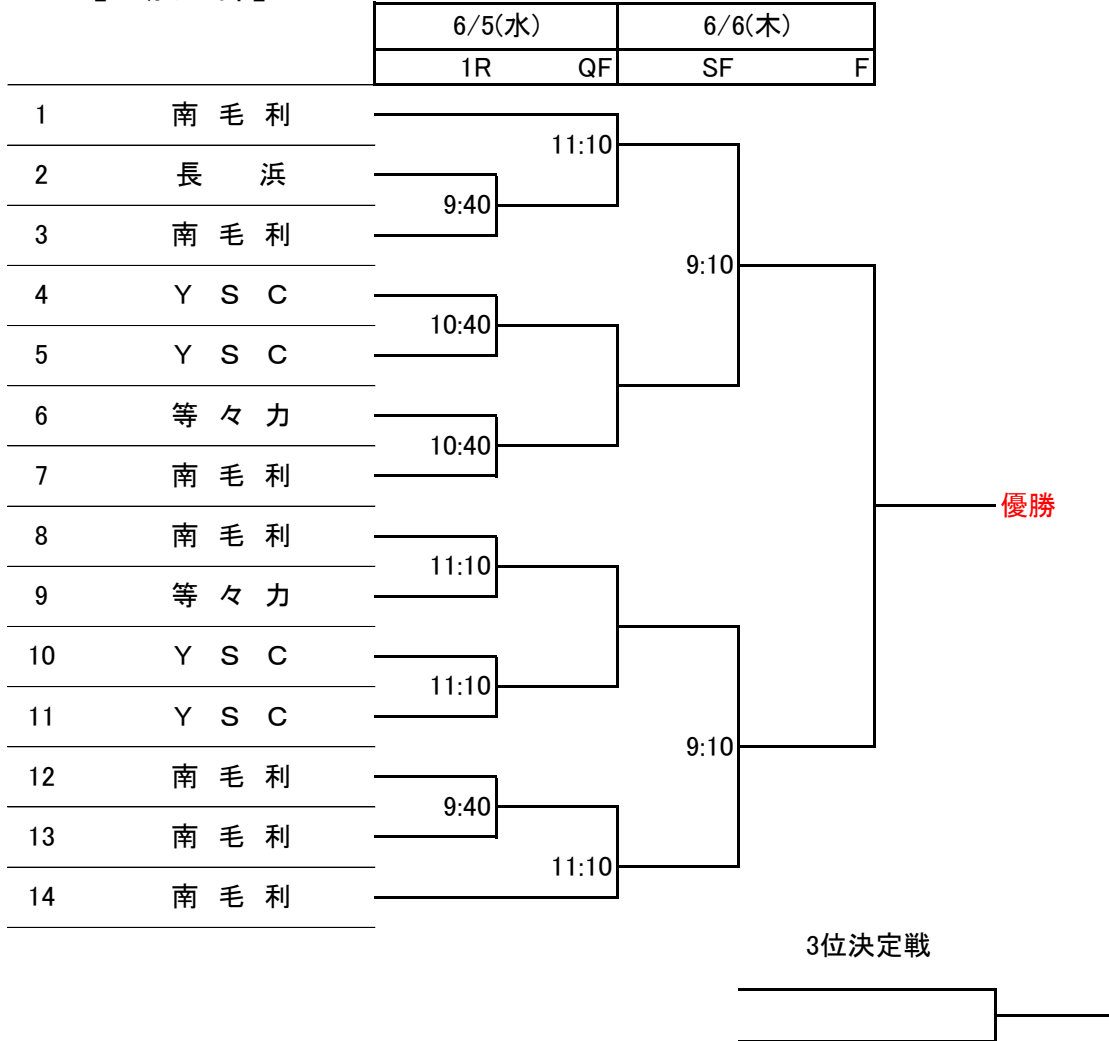 6/5(水) 6/6(木)
1R QF SF F
1 南 毛 利
11:10
2 長 浜
9:40
3 南 毛 利
9:10
4 Y S C
10:40
5 Y S C
6 等 々 力
10:40
7 南 毛 利
優勝
8 南 毛 利
11:10
9 等 々 力
10 Y S C
11:10
11 Y S C
9:10
12 南 毛 利
9:40
13 南 毛 利
11:10
14 南 毛 利
3位決定戦